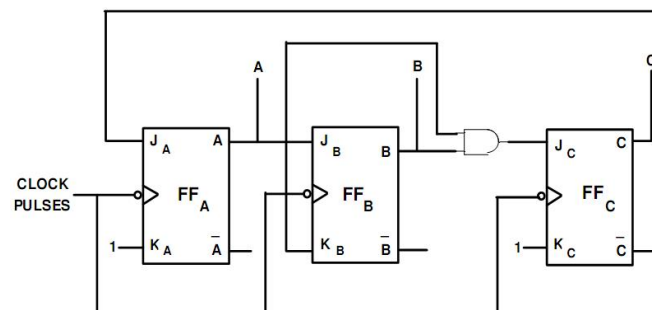 A
B
C
J A
A
J B
B
J C
C
CLOCK
PULSES
FF A
FF B
FF C
1
K A
A̅
K B
B̅
1
K C
C̅